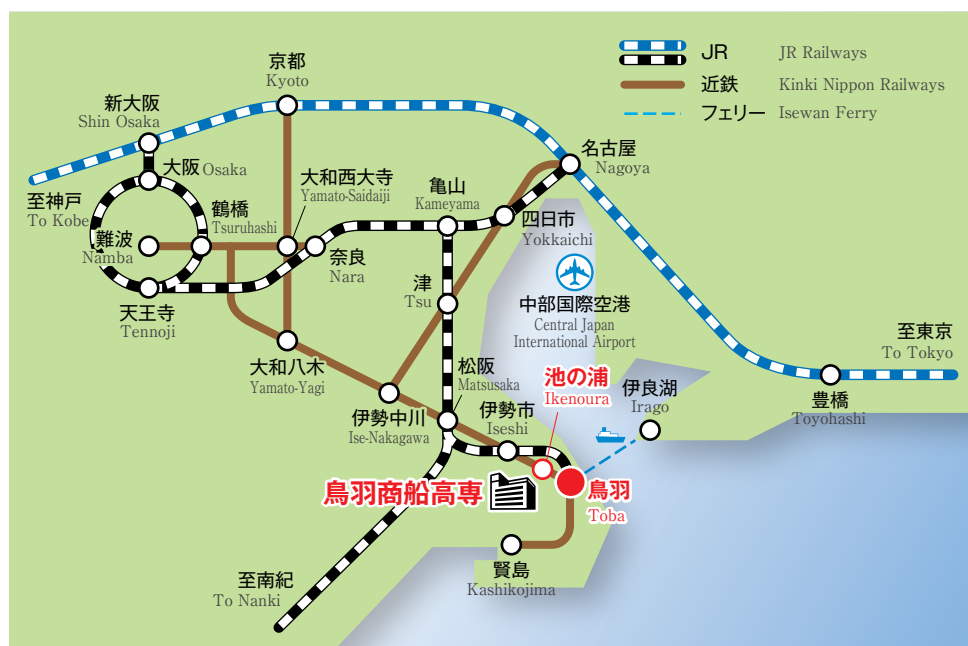 JR JR Railways
近鉄 Kinki Nippon Railways
フェリー Isewan Ferry
京都
Kyoto
新大阪
Shin Osaka
大阪 Osaka
至神戸
To Kobe
鶴橋
Tsuruhashi
大和西大寺
Yamato-Saidaiji
亀山
Kameyama
名古屋
Nagoya
四日市
Yokkaichi
難波
Namba
奈良
Nara
津
Tsu
中部国際空港
Central Japan
International Airport
天王寺
Tennoji
大和八木
Yamato-Yagi
松阪
Matsusaka
池の浦
Ikenoura
伊良湖
Irago
至東京
To Tokyo
豊橋
Toyohashi
伊勢中川
Ise-Nakagawa
伊勢市
Iseshi
鳥羽商船高専
鳥羽
Toba
賢島
Kashikojima
至南紀
To Nanki